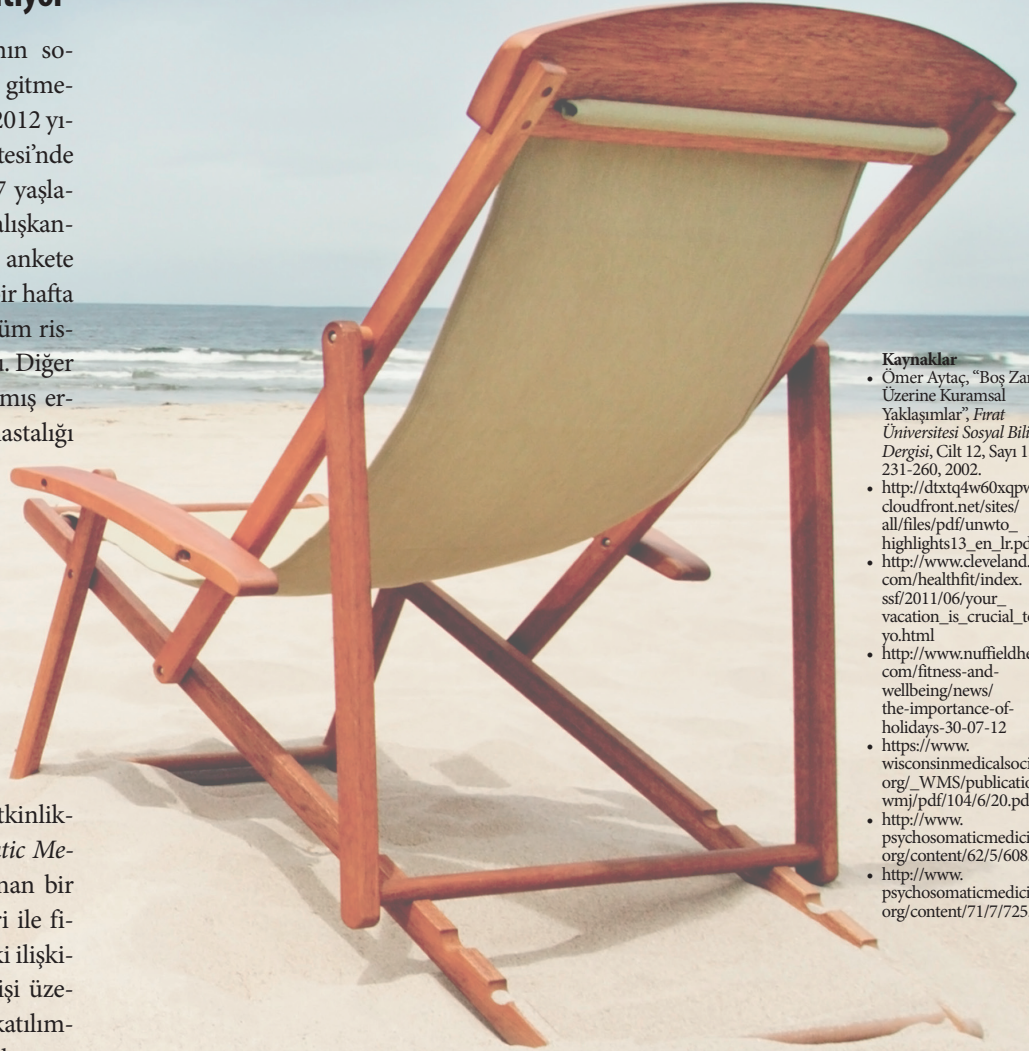 nın so-
gitme-
2012 yı-
tesi’nde
7 yaşla-
alışkan-
ankete
ir hafta
üm ris-
ı. Diğer
mış er-
hastalığı
tkinlik-
tic Me-
nan bir
ri ile fi-
ki ilişki-
işi üze-
katılım-
Kaynaklar
• Ömer Aytaç, “Boş Zam
Üzerine Kuramsal
Yaklaşımlar”, Fırat
Üniversitesi Sosyal Bili
Dergisi, Cilt 12, Sayı 1
231-260, 2002.
• http://dtxtq4w60xqpw
cloudfront.net/sites/
all/files/pdf/unwto_
highlights13_en_lr.pd
• http://www.cleveland.
com/healthfit/index.
ssf/2011/06/your_
vacation_is_crucial_to
yo.html
• http://www.nuffieldhe
com/fitness-and-
wellbeing/news/
the-importance-of-
holidays-30-07-12
• https://www.
wisconsinmedicalsoci
org/_WMS/publicatio
wmj/pdf/104/6/20.pd
• http://www.
psychosomaticmedici
org/content/62/5/608
• http://www.
psychosomaticmedici
org/content/71/7/725